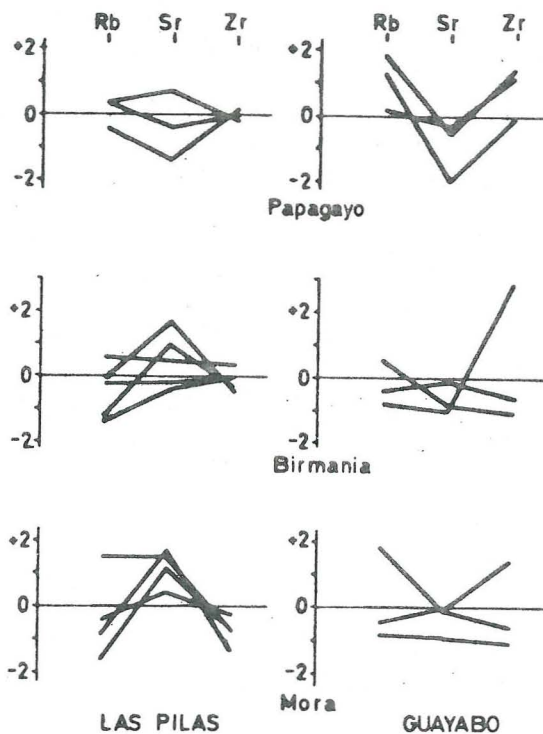 Rb Sr Zr Rb Sr Zr
+2 +2
0 0
-2 -2
Papagayo
+2 +2
0 0
-2 -2
Birmania
+2 +2
0 0
-2 -2
Mora
LAS PILAS GUAYABO